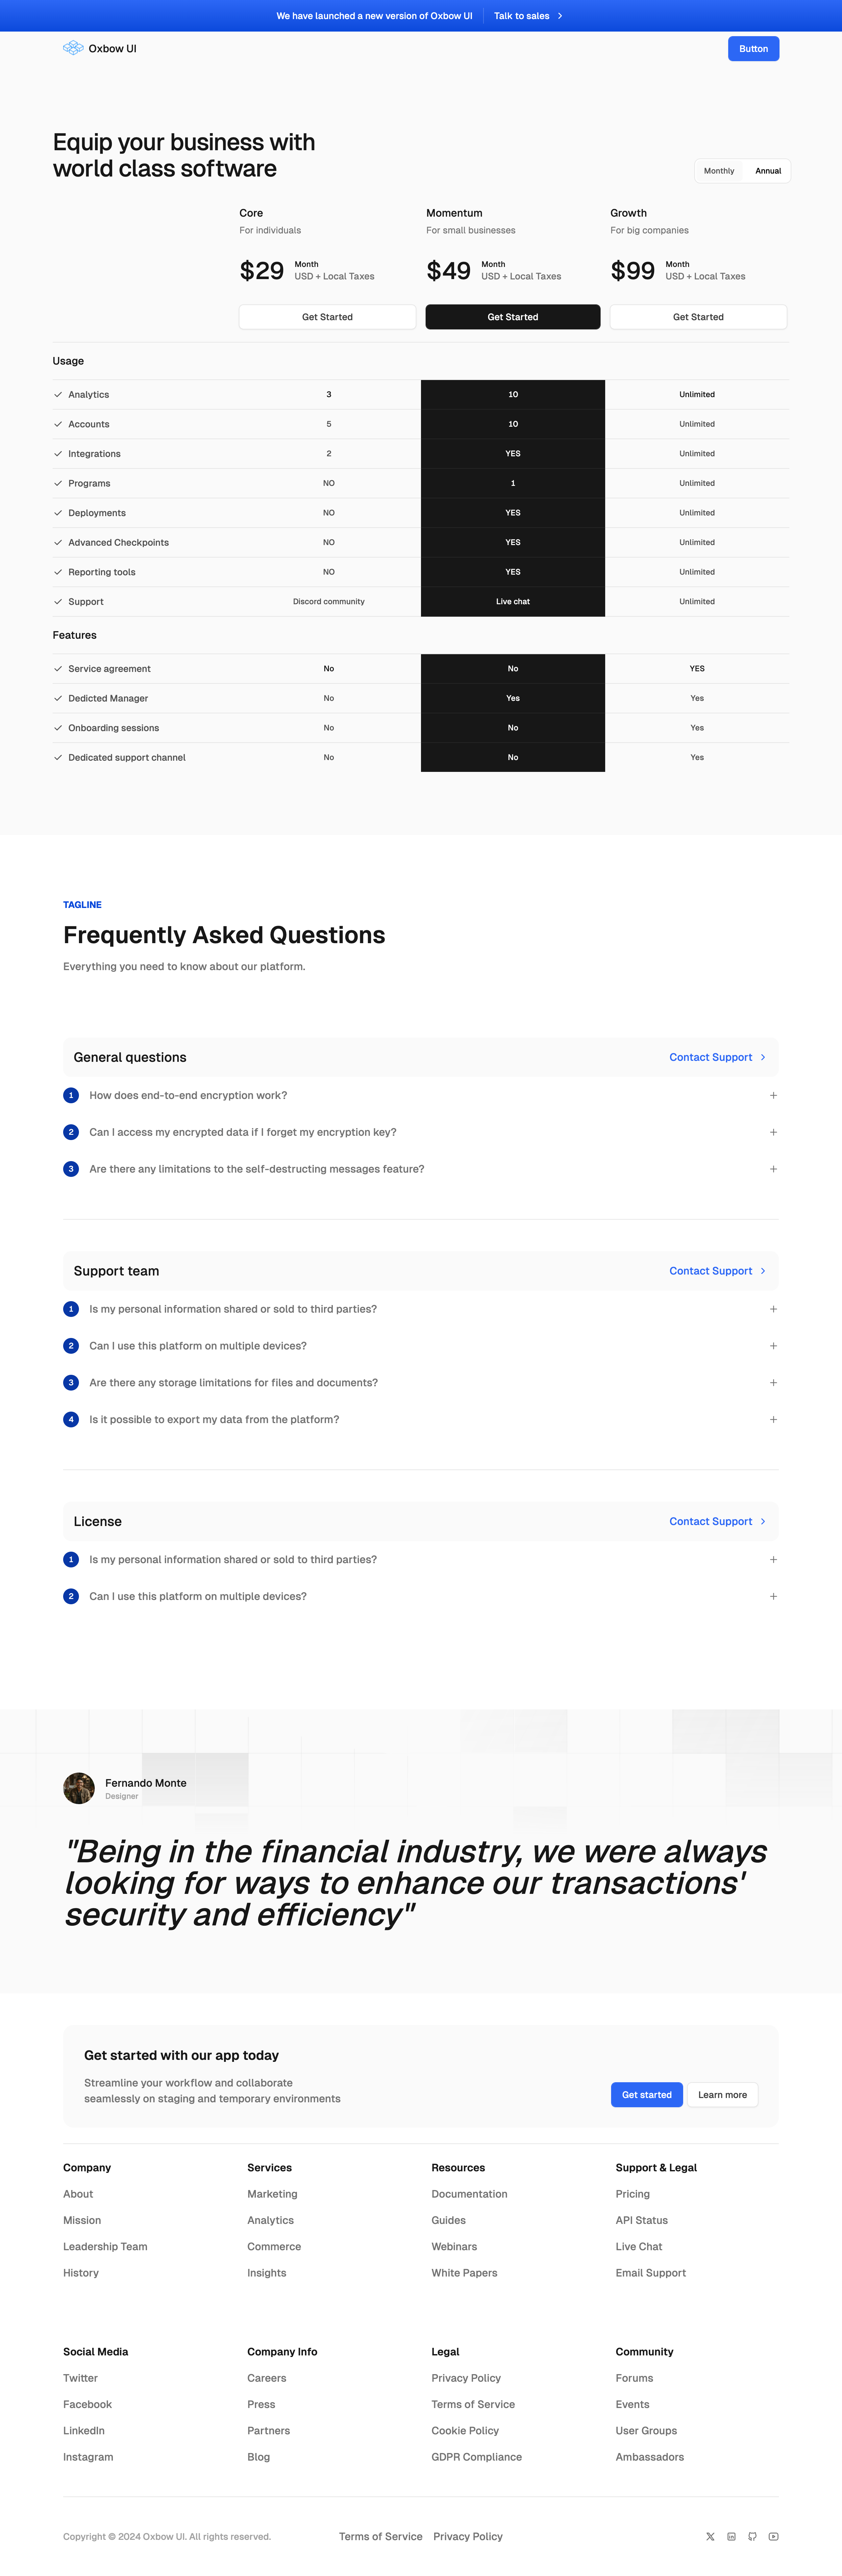 We have launched a new version of Oxbow UI
Talk to sales
Oxbow UI
Button
Equip your business with
world class software
Monthly
Annual
Core
For individuals
$29
Month
USD + Local Taxes
Get Started
Momentum
For small businesses
$49
Month
USD + Local Taxes
Get Started
Growth
For big companies
$99
Month
USD + Local Taxes
Get Started
Usage
Analytics 3 10 Unlimited
Accounts 5 10 Unlimited
Integrations 2 YES Unlimited
Programs NO 1 Unlimited
Deployments NO YES Unlimited
Advanced Checkpoints NO YES Unlimited
Reporting tools NO YES Unlimited
Support Discord community Live chat Unlimited
Features
Service agreement No No YES
Dedicted Manager No Yes Yes
Onboarding sessions No No Yes
Dedicated support channel No No Yes
TAGLINE
Frequently Asked Questions
Everything you need to know about our platform.
General questions
Contact Support
1 How does end-to-end encryption work?
2 Can I access my encrypted data if I forget my encryption key?
3 Are there any limitations to the self-destructing messages feature?
Support team
Contact Support
1 Is my personal information shared or sold to third parties?
2 Can I use this platform on multiple devices?
3 Are there any storage limitations for files and documents?
4 Is it possible to export my data from the platform?
License
Contact Support
1 Is my personal information shared or sold to third parties?
2 Can I use this platform on multiple devices?
Fernando Monte
Designer
"Being in the financial industry, we were always
looking for ways to enhance our transactions'
security and efficiency"
Get started with our app today
Streamline your workflow and collaborate
seamlessly on staging and temporary environments
Get started
Learn more
Company
About
Mission
Leadership Team
History
Services
Marketing
Analytics
Commerce
Insights
Resources
Documentation
Guides
Webinars
White Papers
Support & Legal
Pricing
API Status
Live Chat
Email Support
Social Media
Twitter
Facebook
LinkedIn
Instagram
Company Info
Careers
Press
Partners
Blog
Legal
Privacy Policy
Terms of Service
Cookie Policy
GDPR Compliance
Community
Forums
Events
User Groups
Ambassadors
Copyright © 2024 Oxbow UI. All rights reserved.
Terms of Service
Privacy Policy